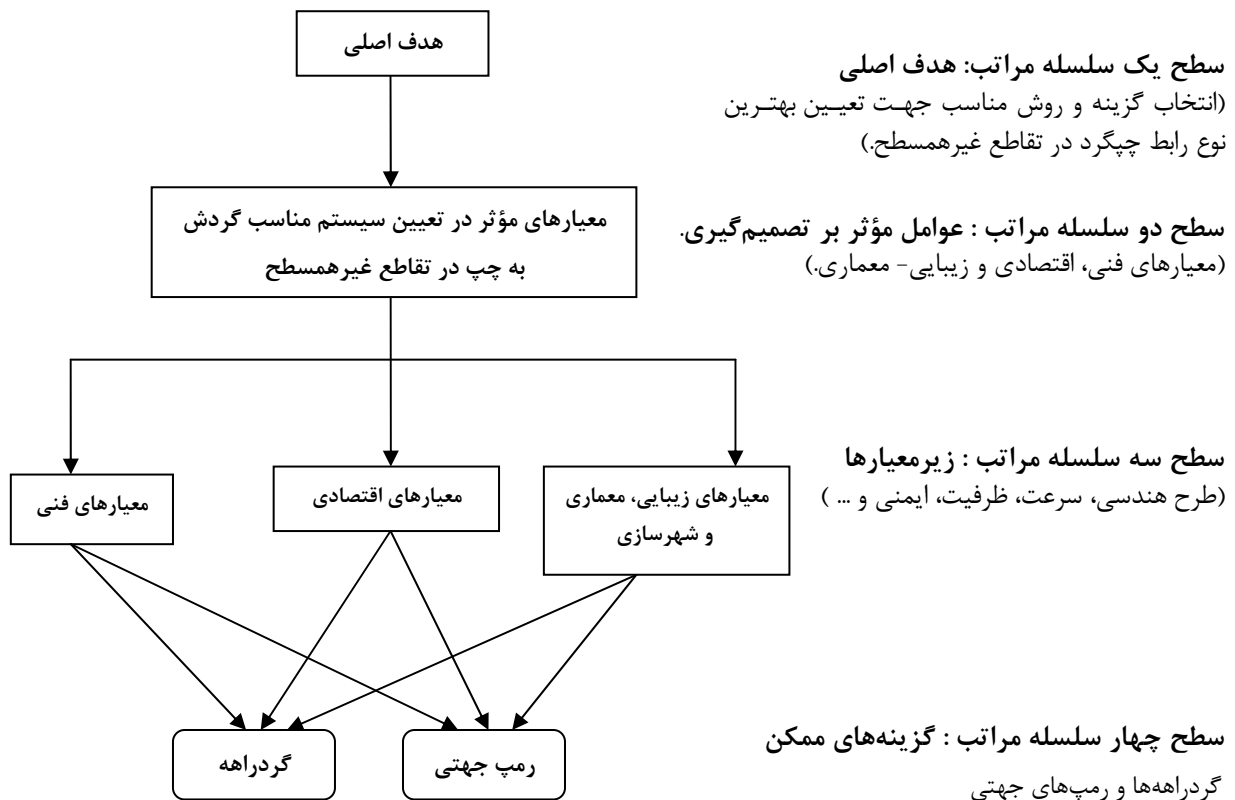 هدف اصلی
سطح یک سلسله مراتب: هدف اصلی
(انتخاب گزینه و روش مناسب جهت تعیین بهترین
نوع رابط چپگرد در تقاطع غیرهمسطح.)
معیارهای مؤثر در تعیین سیستم مناسب گردش
به چپ در تقاطع غیرهمسطح
سطح دو سلسله مراتب : عوامل مؤثر بر تصمیم‌گیری.
(معیارهای فنی، اقتصادی و زیبایی- معماری.)
سطح سه سلسله مراتب : زیرمعیارها
(طرح هندسی، سرعت، ظرفیت، ایمنی و ... )
معیارهای زیبایی، معماری
و شهرسازی
معیارهای اقتصادی
معیارهای فنی
سطح چهار سلسله مراتب : گزینه‌های ممکن
گردراهه‌ها و رمپ‌های جهتی
رمپ جهتی
گردراهه